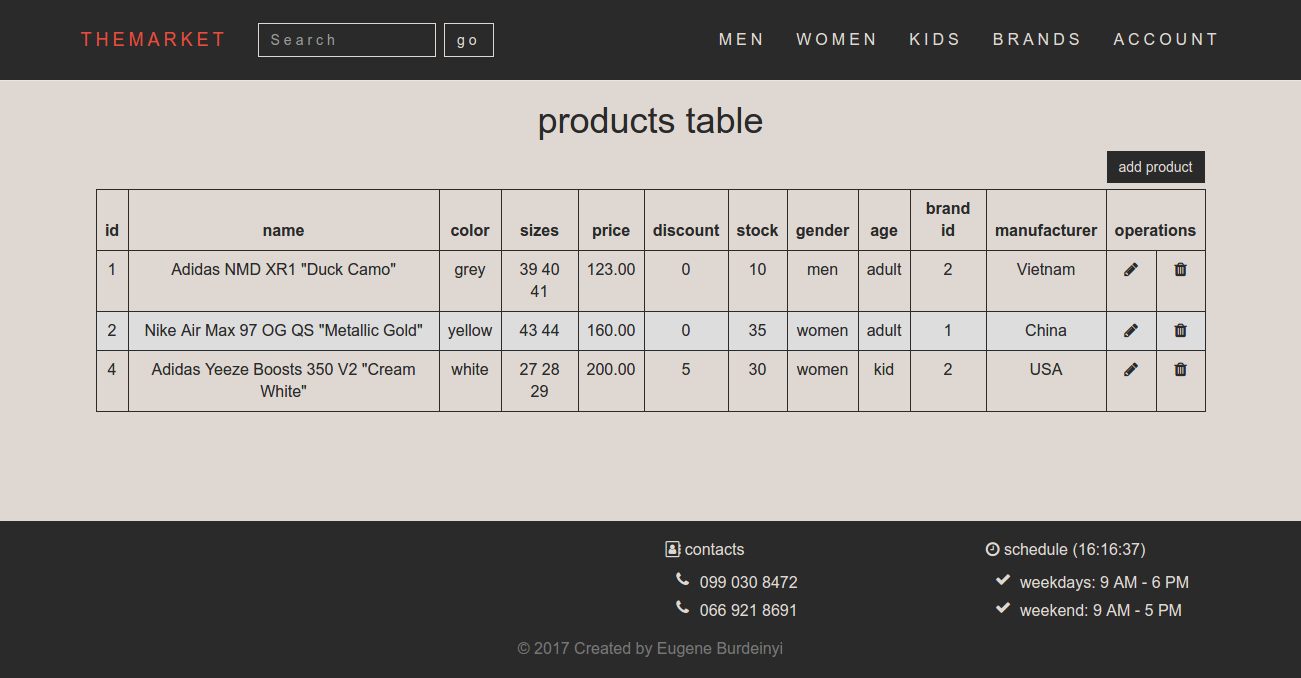 THEMARKET Search go MEN WOMEN KIDS BRANDS ACCOUNT
products table
add product
id name color sizes price discount stock gender age brand id manufacturer operations
1 Adidas NMD XR1 "Duck Camo" grey 39 40 41 123.00 0 10 men adult 2 Vietnam
2 Nike Air Max 97 OG QS "Metallic Gold" yellow 43 44 160.00 0 35 women adult 1 China
4 Adidas Yeeze Boosts 350 V2 "Cream White" white 27 28 29 200.00 5 30 women kid 2 USA
contacts
099 030 8472
066 921 8691
schedule (16:16:37)
weekdays: 9 AM - 6 PM
weekend: 9 AM - 5 PM
© 2017 Created by Eugene Burdeinyi